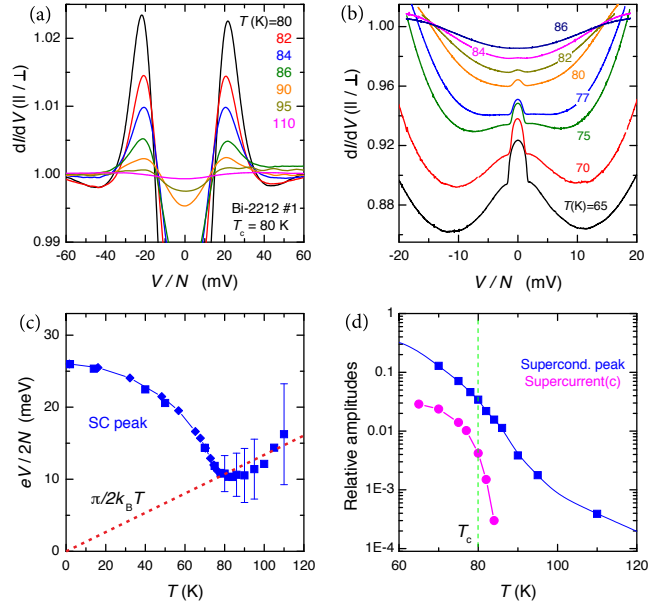 (a)
T (K)=80
82
84
86
90
95
110
Bi-2212 #1
Tc = 80 K
1.02
1.01
1.00
0.99
dI/dV (|| / ⊥)
-60 -40 -20 0 20 40 60
V / N (mV)
(b)
86
84
82
80
77
75
70
T(K)=65
1.00
0.96
0.92
0.88
dI/dV (|| / ⊥)
-20 -10 0 10 20
V / N (mV)
(c)
SC peak
π/2kBT
30
20
10
0
eV / 2N (meV)
0 20 40 60 80 100 120
T (K)
(d)
Supercond. peak
Supercurrent(c)
Tc
1
0.1
0.01
1E-3
1E-4
Relative amplitudes
60 80 100 120
T (K)